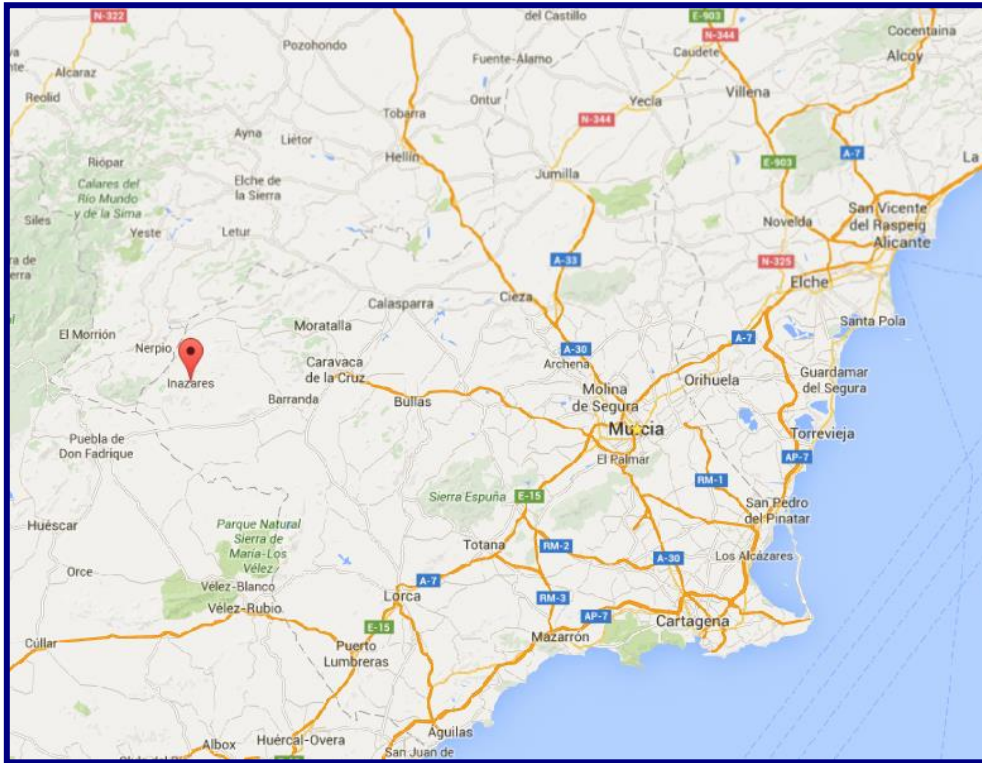 N-322
del Castillo
E-903
N-344
Cocentaina
Pozohondo
Caudete
Alcoy
Fuente-Álamo
Alcaraz
Villena
Reolid
Ontur
Yecla
Tobarra
N-344
Ayna
Liétor
A-7
Hellín
E-903
La
Riópar
Jumilla
Calares del
Río Mundo
y de la Sima
Elche de
la Sierra
San Vicente
del Raspeig
Siles
Novelda
Yeste
Letur
Alicante
ra de
erra
A-33
N-325
Elche
Calasparra
Cieza
Santa Pola
El Morrión
Moratalla
A-7
Nerpio
A-30
Caravaca
de la Cruz
Archena
Inazares
Orihuela
Guardamar
del Segura
Barranda
Bullas
Molina
de Segura
Murcia
Torrevieja
Puebla de
Don Fadrique
El Palmar
AP-7
RM-1
Sierra Espuña
E-15
San Pedro
del Pinatar
Huéscar
Parque Natural
Sierra de
María-Los
Vélez
Totana
RM-2
Los Alcázares
A-30
Orce
A-7
Vélez-Blanco
Lorca
RM-3
Vélez-Rubio
AP-7
Cartagena
E-15
Mazarrón
Cúllar
Puerto
Lumbreras
Águilas
Albox
Huércal-Overa
San Juan de